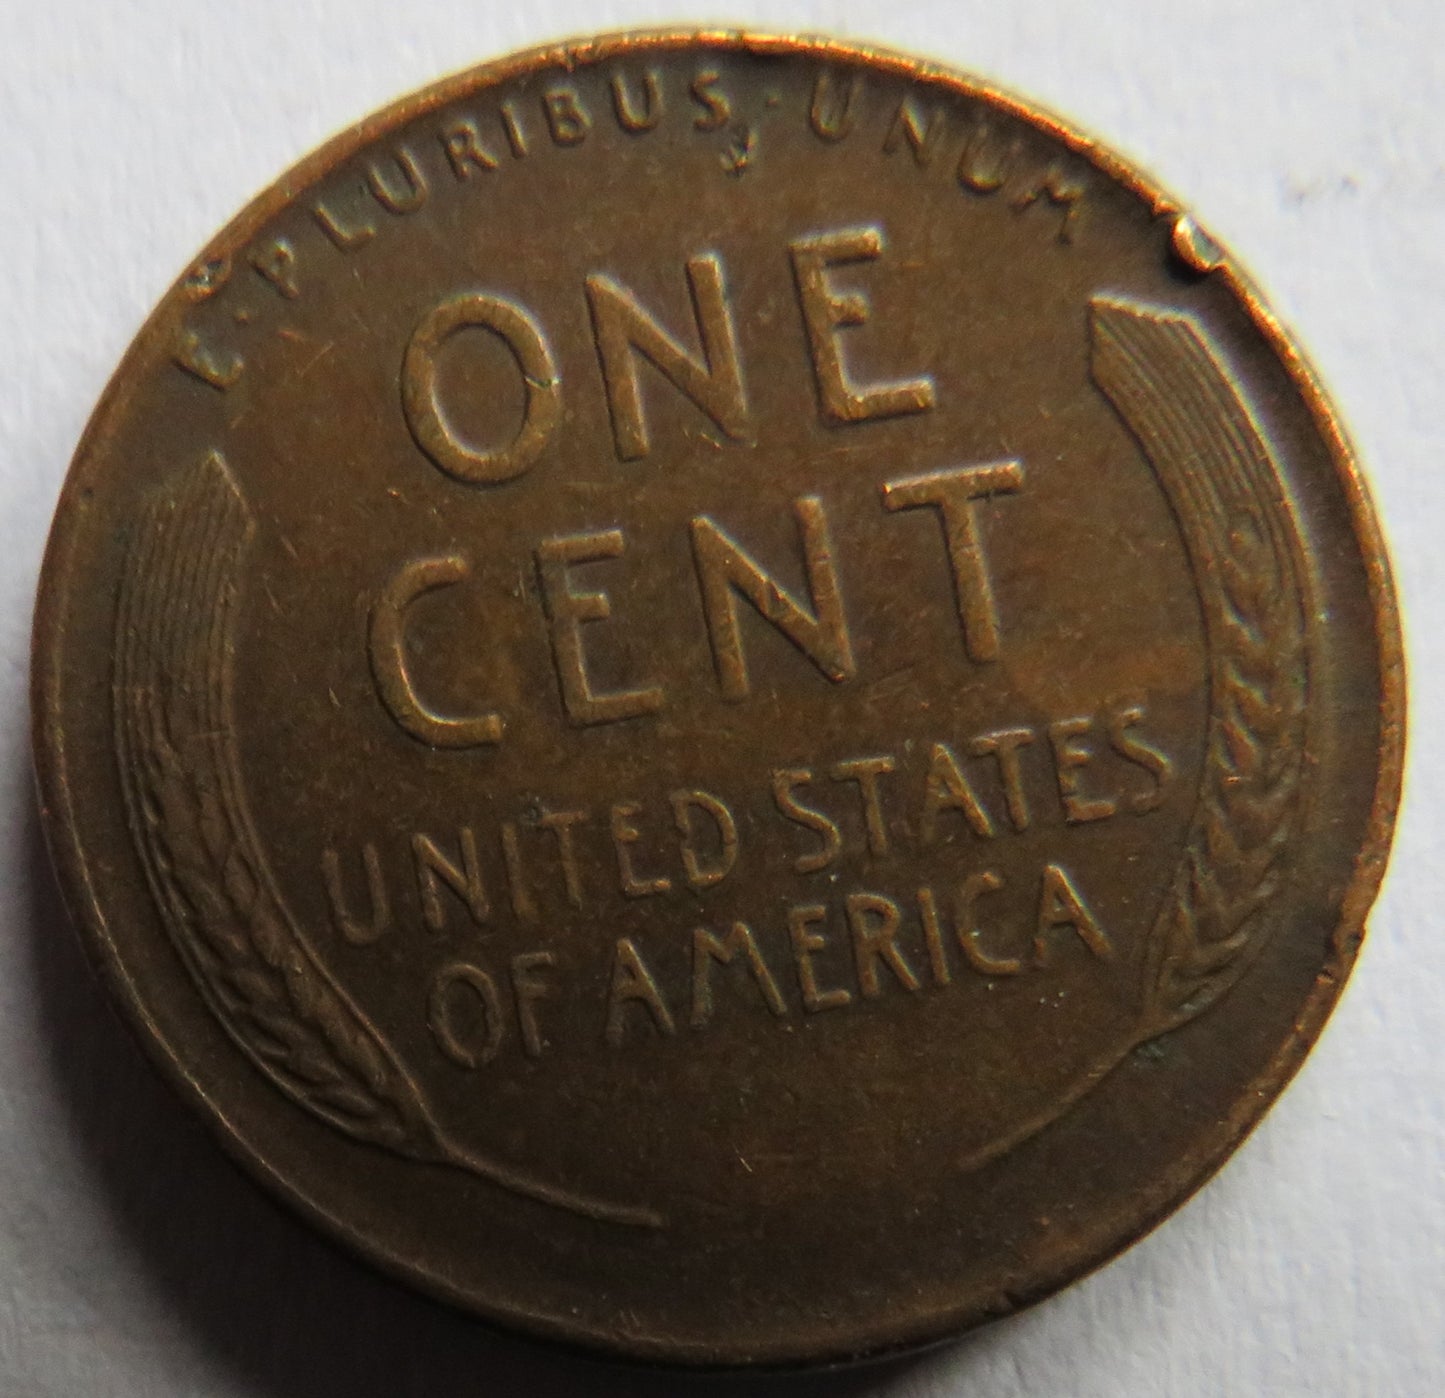 E·PLURIBUS·UNUM
ONE
CENT
UNITED STATES
OF AMERICA